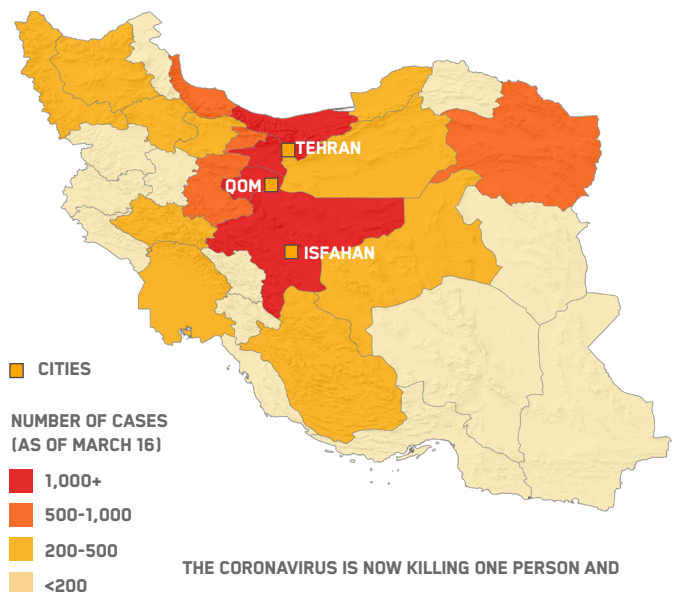 TEHRAN
QOM
ISFAHAN
CITIES
NUMBER OF CASES
(AS OF MARCH 16)
1,000+
500-1,000
200-500
<200
THE CORONAVIRUS IS NOW KILLING ONE PERSON AND